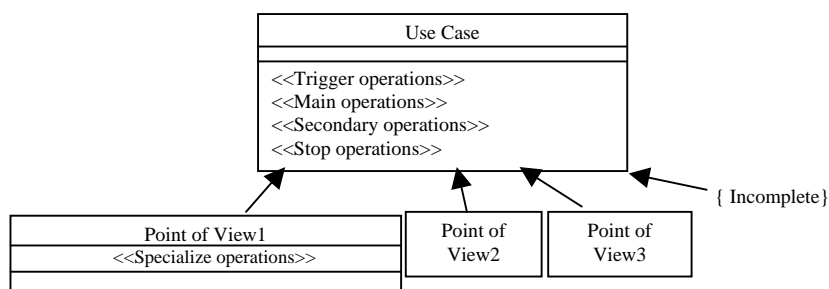 Use Case
<<Trigger operations>>
<<Main operations>>
<<Secondary operations>>
<<Stop operations>>
{ Incomplete}
Point of View1
<<Specialize operations>>
Point of
View2
Point of
View3